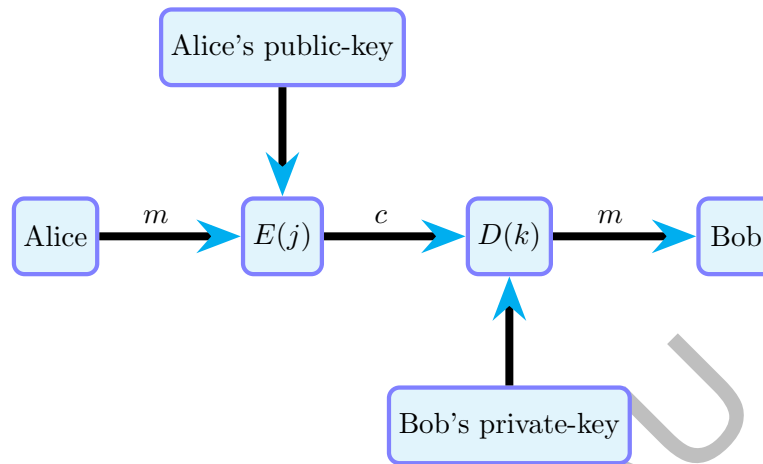 Alice's public-key
Alice
m
E(j)
c
D(k)
m
Bob
Bob's private-key